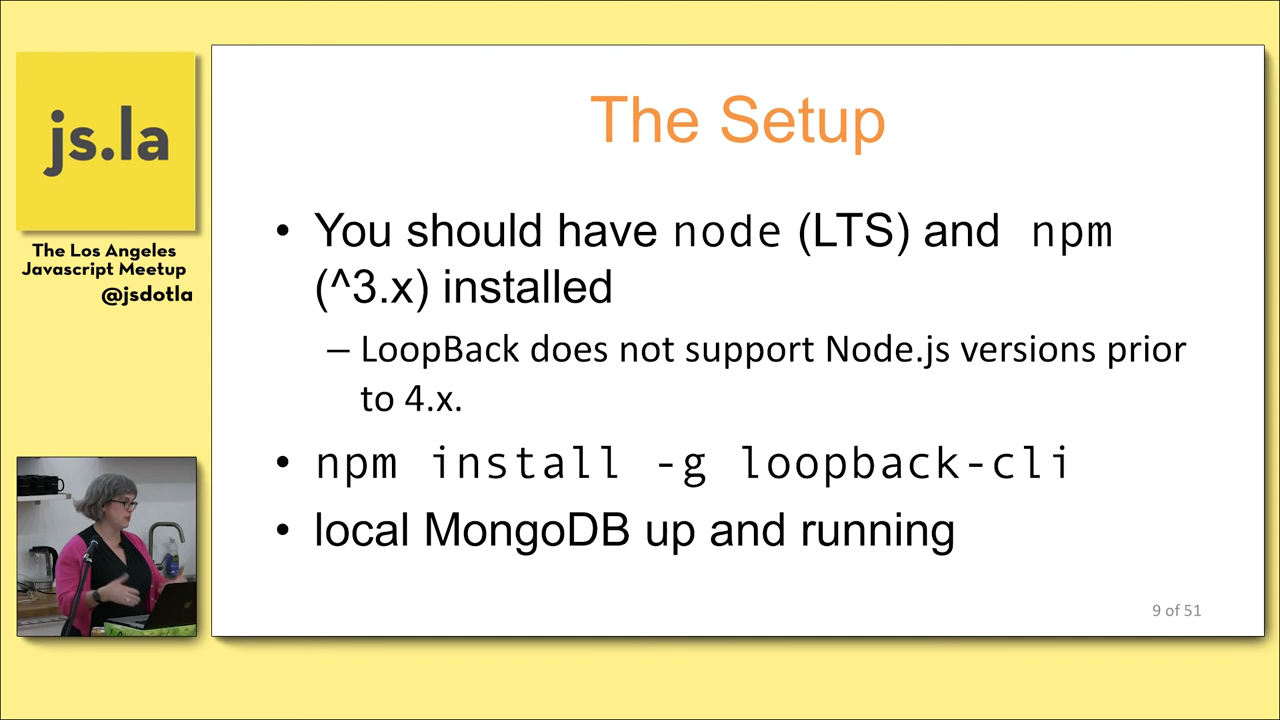 js.la
The Los Angeles
Javascript Meetup
@jsdotla
The Setup
• You should have node (LTS) and npm
(^3.x) installed
– LoopBack does not support Node.js versions prior
to 4.x.
• npm install -g loopback-cli
• local MongoDB up and running
9 of 51